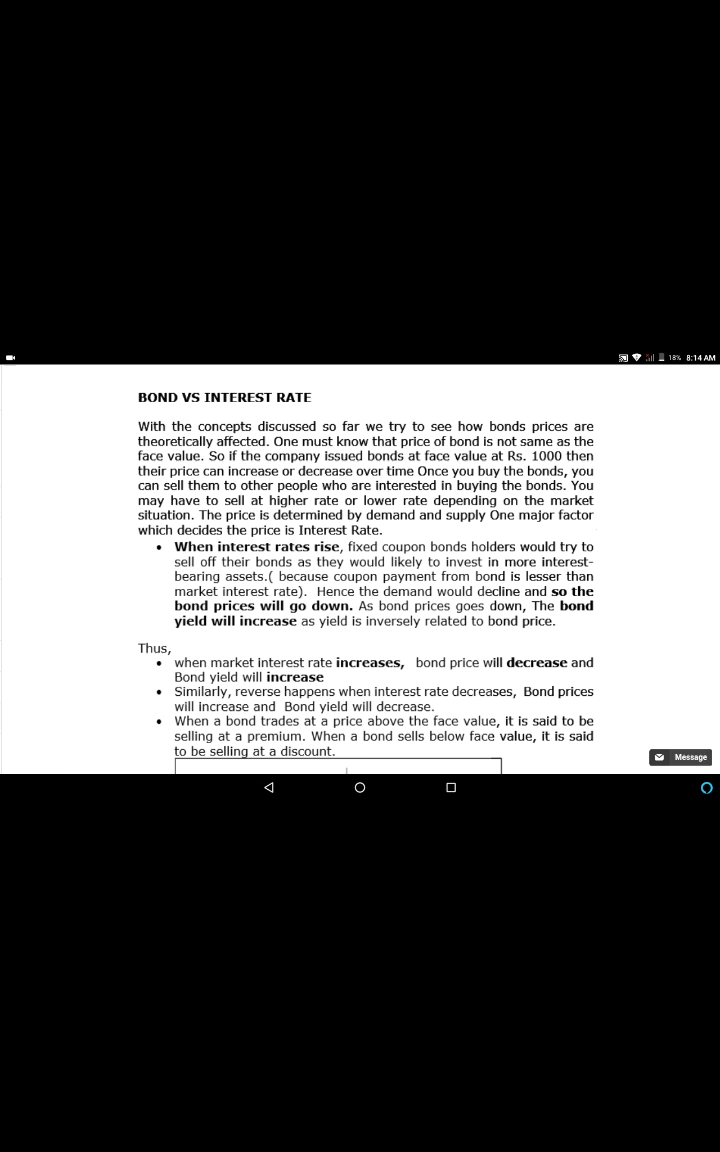 18% 8:14 AM
BOND VS INTEREST RATE
With the concepts discussed so far we try to see how bonds prices are
theoretically affected. One must know that price of bond is not same as the
face value. So if the company issued bonds at face value at Rs. 1000 then
their price can increase or decrease over time Once you buy the bonds, you
can sell them to other people who are interested in buying the bonds. You
may have to sell at higher rate or lower rate depending on the market
situation. The price is determined by demand and supply One major factor
which decides the price is Interest Rate.
• When interest rates rise, fixed coupon bonds holders would try to
sell off their bonds as they would likely to invest in more interest-
bearing assets.( because coupon payment from bond is lesser than
market interest rate). Hence the demand would decline and so the
bond prices will go down. As bond prices goes down, The bond
yield will increase as yield is inversely related to bond price.
Thus,
• when market interest rate increases, bond price will decrease and
Bond yield will increase
• Similarly, reverse happens when interest rate decreases, Bond prices
will increase and Bond yield will decrease.
• When a bond trades at a price above the face value, it is said to be
selling at a premium. When a bond sells below face value, it is said
to be selling at a discount.
Message